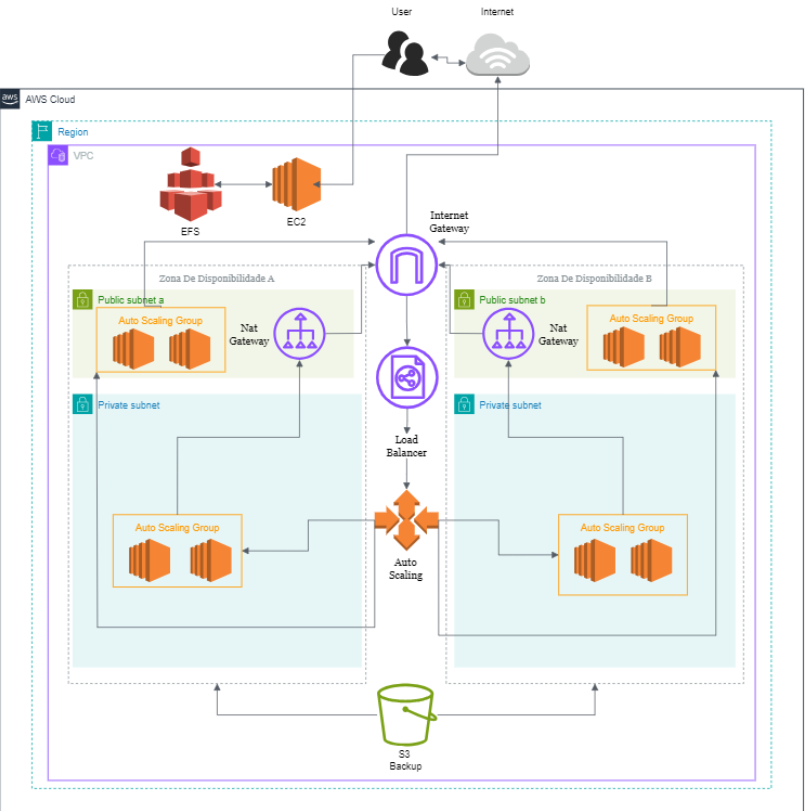 User
Internet
aws
AWS Cloud
Region
VPC
EFS
EC2
Internet
Gateway
Zona De Disponibilidade A
Zona De Disponibilidade B
Public subnet a
Auto Scaling Group
Nat
Gateway
Public subnet b
Nat
Gateway
Auto Scaling Group
Private subnet
Private subnet
Load
Balancer
Auto Scaling Group
Auto Scaling Group
Auto
Scaling
S3
Backup